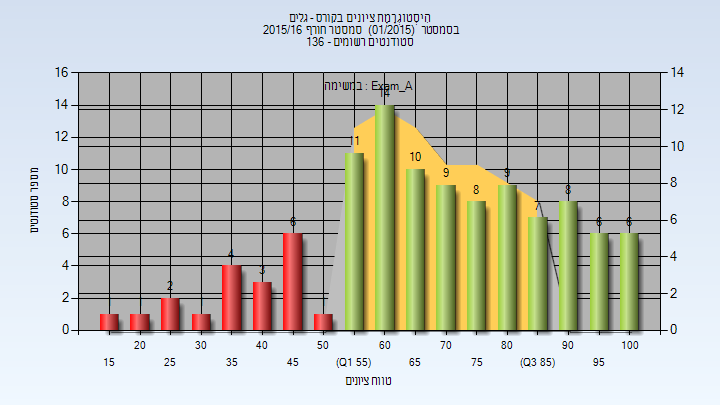 היסטוגרמת ציונים בקורס - גלים
בסמסטר (01/2015) סמסטר חורף 2015/16
סטודנטים רשומים - 136
במשימה : Exam_A
16 14 12 10 8 6 4 2 0
מספר סטודנטים
14 12 10 8 6 4 2 0
1 1 2 1 4 3 6 1 11 14 10 9 8 9 7 8 6 6
20 30 40 50 60 70 80 90 100
15 25 35 45 (Q1 55) 65 75 (Q3 85) 95
טווח ציונים